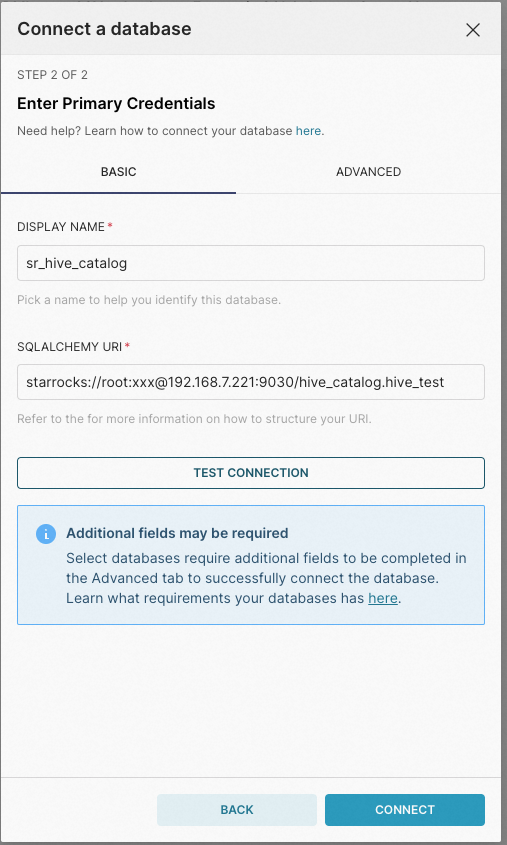 Connect a database
STEP 2 OF 2
Enter Primary Credentials
Need help? Learn how to connect your database here.
BASIC
ADVANCED
DISPLAY NAME *
sr_hive_catalog
Pick a name to help you identify this database.
SQLALCHEMY URI *
starrocks://root:xxx@192.168.7.221:9030/hive_catalog.hive_test
Refer to the for more information on how to structure your URI.
TEST CONNECTION
Additional fields may be required
Select databases require additional fields to be completed in
the Advanced tab to successfully connect the database.
Learn what requirements your databases has here.
BACK
CONNECT